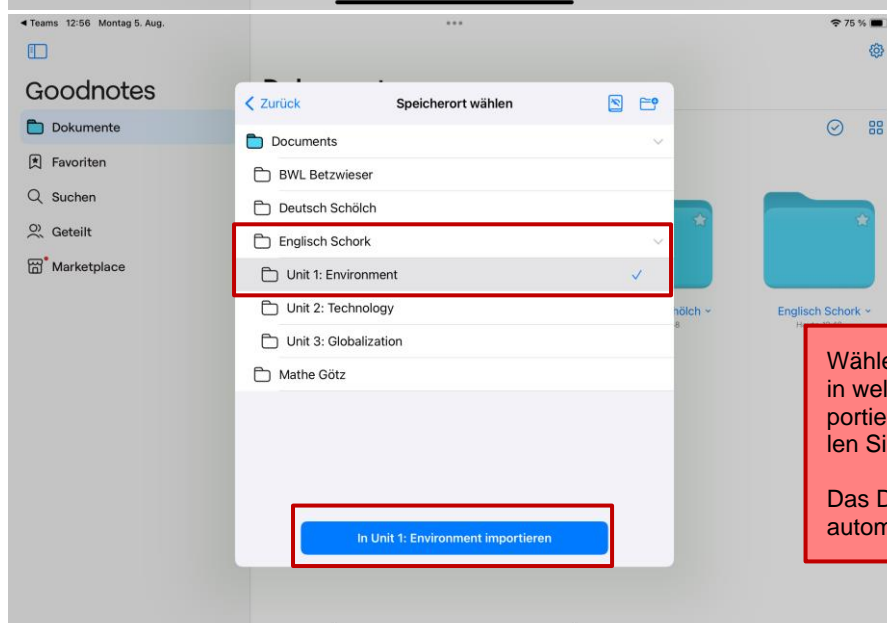 Teams 12:56 Montag 5. Aug.
75 %
Goodnotes
Dokumente
Favoriten
Suchen
Geteilt
Marketplace
Zurück
Speicherort wählen
Documents
BWL Betzwieser
Deutsch Schölch
Englisch Schork
Unit 1: Environment
Unit 2: Technology
Unit 3: Globalization
Mathe Götz
In Unit 1: Environment importieren
Englisch Schork
Das